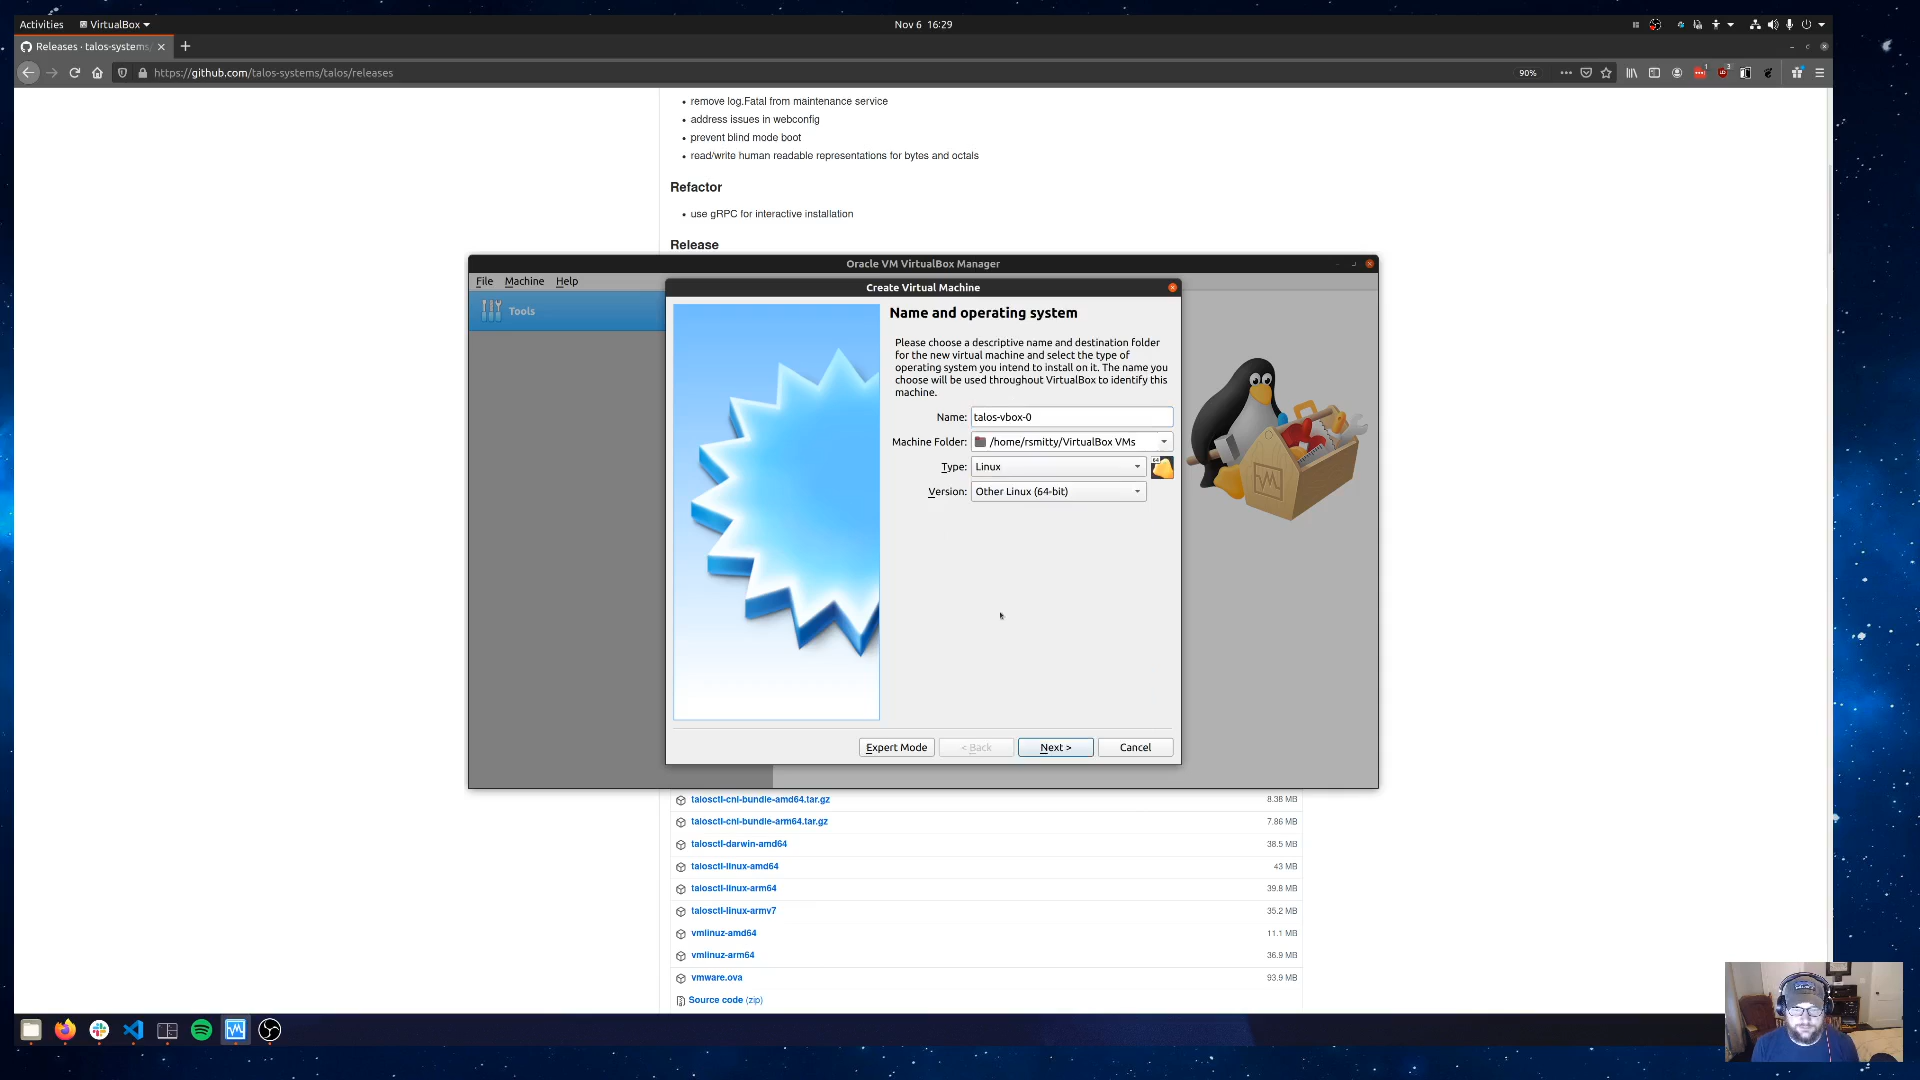 Activities
VirtualBox
Nov 6 16:29
Releases · talos-systems/
https://github.com/talos-systems/talos/releases
90%
remove log.Fatal from maintenance service
address issues in webconfig
prevent blind mode boot
read/write human readable representations for bytes and octals
Refactor
use gRPC for interactive installation
Release
Oracle VM VirtualBox Manager
File Machine Help
Tools
Create Virtual Machine
Name and operating system
Please choose a descriptive name and destination folder
for the new virtual machine and select the type of
operating system you intend to install on it. The name you
choose will be used throughout VirtualBox to identify this
machine.
Name: talos-vbox-0
Machine Folder: /home/rsmitty/VirtualBox VMs
Type: Linux
64
Version: Other Linux (64-bit)
Expert Mode
< Back
Next >
Cancel
talosctl-cni-bundle-amd64.tar.gz 8.38 MB
talosctl-cni-bundle-arm64.tar.gz 7.86 MB
talosctl-darwin-amd64 38.5 MB
talosctl-linux-amd64 43 MB
talosctl-linux-arm64 39.8 MB
talosctl-linux-armv7 35.2 MB
vmlinuz-amd64 11.1 MB
vmlinuz-arm64 36.9 MB
vmware.ova 93.9 MB
Source code (zip)